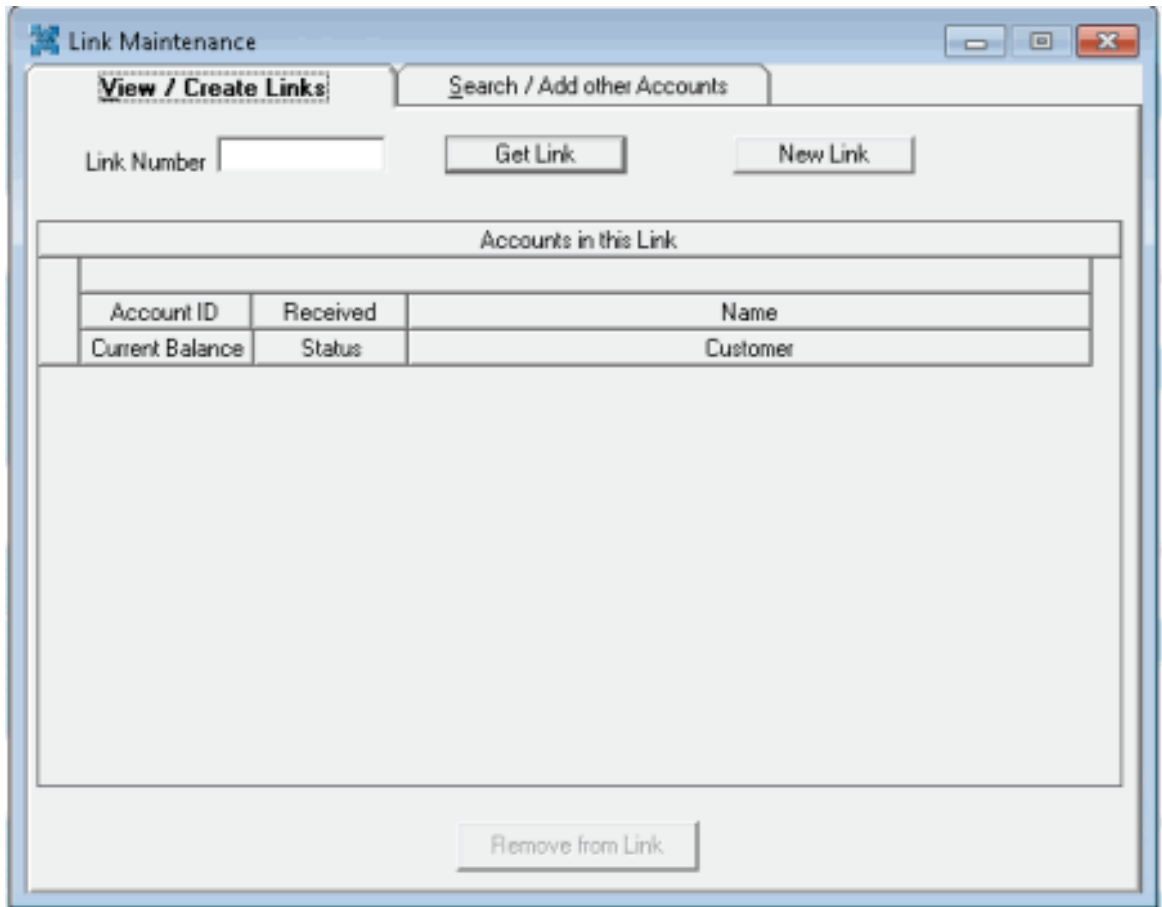 Link Maintenance
View / Create Links Search / Add other Accounts
Link Number Get Link New Link
Accounts in this Link
Account ID Received Name
Current Balance Status Customer
Remove from Link